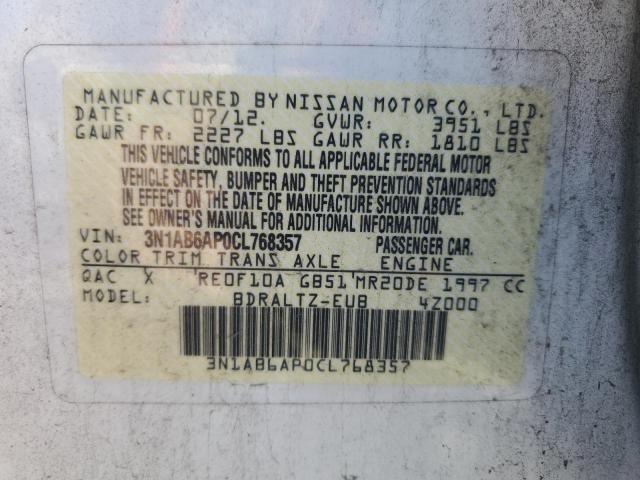 MANUFACTURED BY NISSAN MOTOR CO., LTD.
DATE: 07/12. GVWR: 3951 LBS
GAWR FR: 2227 LBS GAWR RR: 1810 LBS
THIS VEHICLE CONFORMS TO ALL APPLICABLE FEDERAL MOTOR
VEHICLE SAFETY, BUMPER AND THEFT PREVENTION STANDARDS
IN EFFECT ON THE DATE OF MANUFACTURE SHOWN ABOVE.
SEE OWNER'S MANUAL FOR ADDITIONAL INFORMATION.
VIN: 3N1AB6AP0CL768357 PASSENGER CAR.
COLOR TRIM TRANS AXLE ENGINE
QAC X RE0F10A GB51 MR20DE 1997 CC
MODEL: BDRALTZ-EUB 4Z000
3N1AB6AP0CL768357